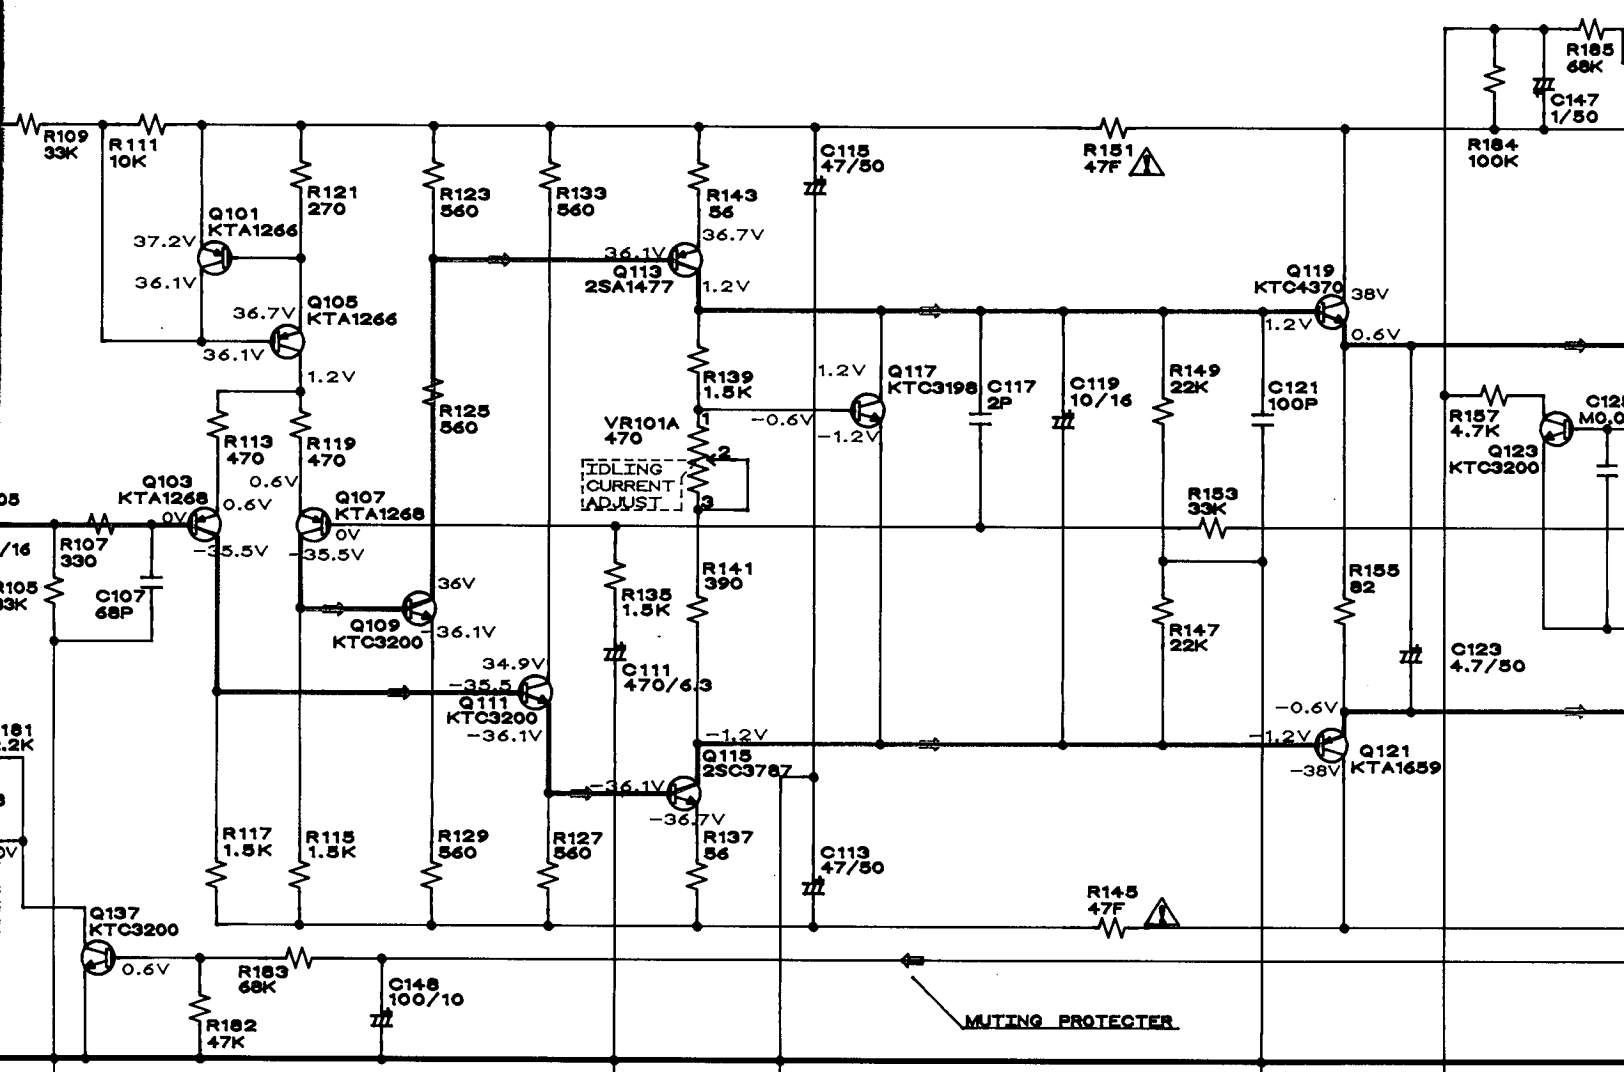 R185
68K
C147
1/50
R184
100K
R109
33K
R111
10K
R151
47F
C115
47/50
R121
270
R123
560
R133
560
R143
56
Q101
KTA1266
37.2V
36.1V
36.7V
36.1V
Q113
2SA1477
1.2V
Q119
KTC4370
38V
1.2V
0.6V
Q105
KTA1266
36.7V
36.1V
1.2V
R139
1.5K
1.2V
Q117
KTC3198
-0.6V
-1.2V
C117
2P
C119
10/16
R149
22K
C121
100P
R125
560
VR101A
470
1
2
3
IDLING
CURRENT
ADJUST
R157
4.7K
Q123
KTC3200
R113
470
R119
470
Q103
KTA1268
0V
0.6V
0.6V
Q107
KTA1268
0V
-35.5V
-35.5V
R153
33K
/16
R107
330
C107
68P
R135
1.5K
R141
390
R155
82
36V
Q109
KTC3200
-36.1V
R147
22K
C123
4.7/50
C111
470/6.3
34.9V
-35.5
Q111
KTC3200
-36.1V
-0.6V
-1.2V
-1.2V
Q121
KTA1659
-38V
Q115
2SC3787
-36.1V
-36.7V
R117
1.5K
R115
1.5K
R129
560
R127
560
R137
56
C113
47/50
R145
47F
Q137
KTC3200
0.6V
R183
68K
C148
100/10
R182
47K
MUTING PROTECTER